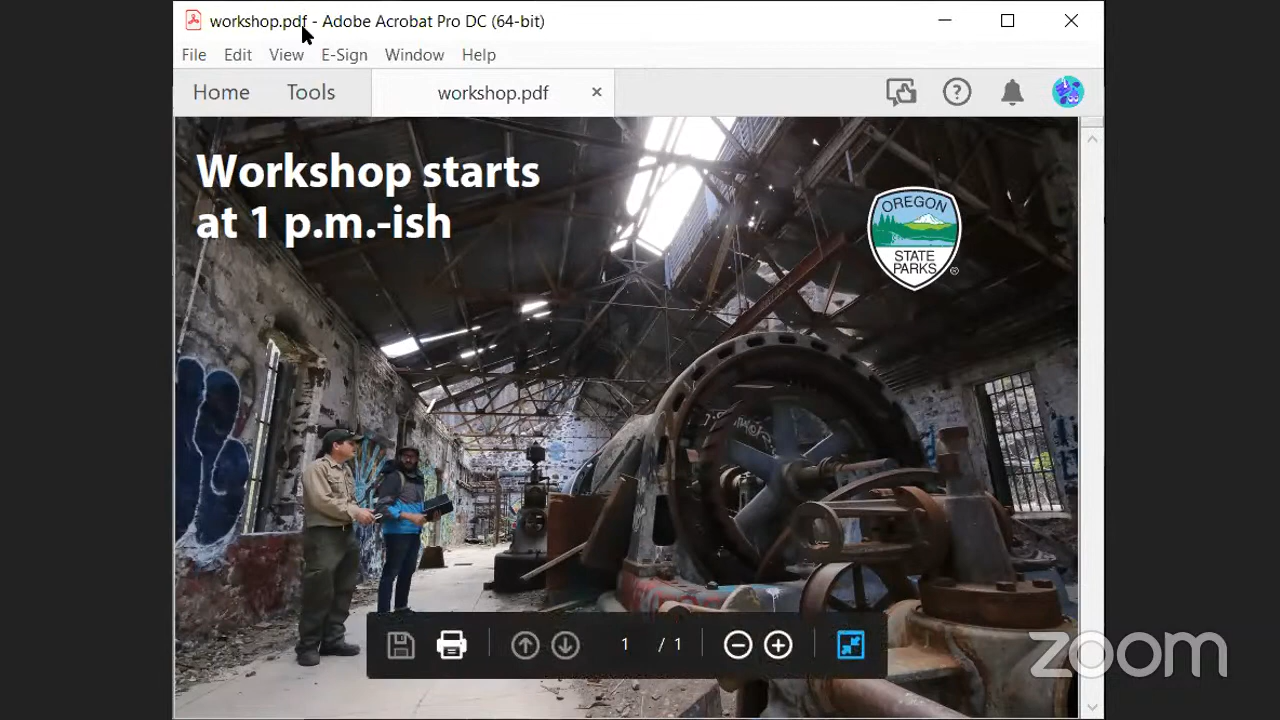 workshop.pdf - Adobe Acrobat Pro DC (64-bit)
File Edit View E-Sign Window Help
Home Tools workshop.pdf
Workshop starts
at 1 p.m.-ish
OREGON
STATE
PARKS
®
1 / 1
zoom